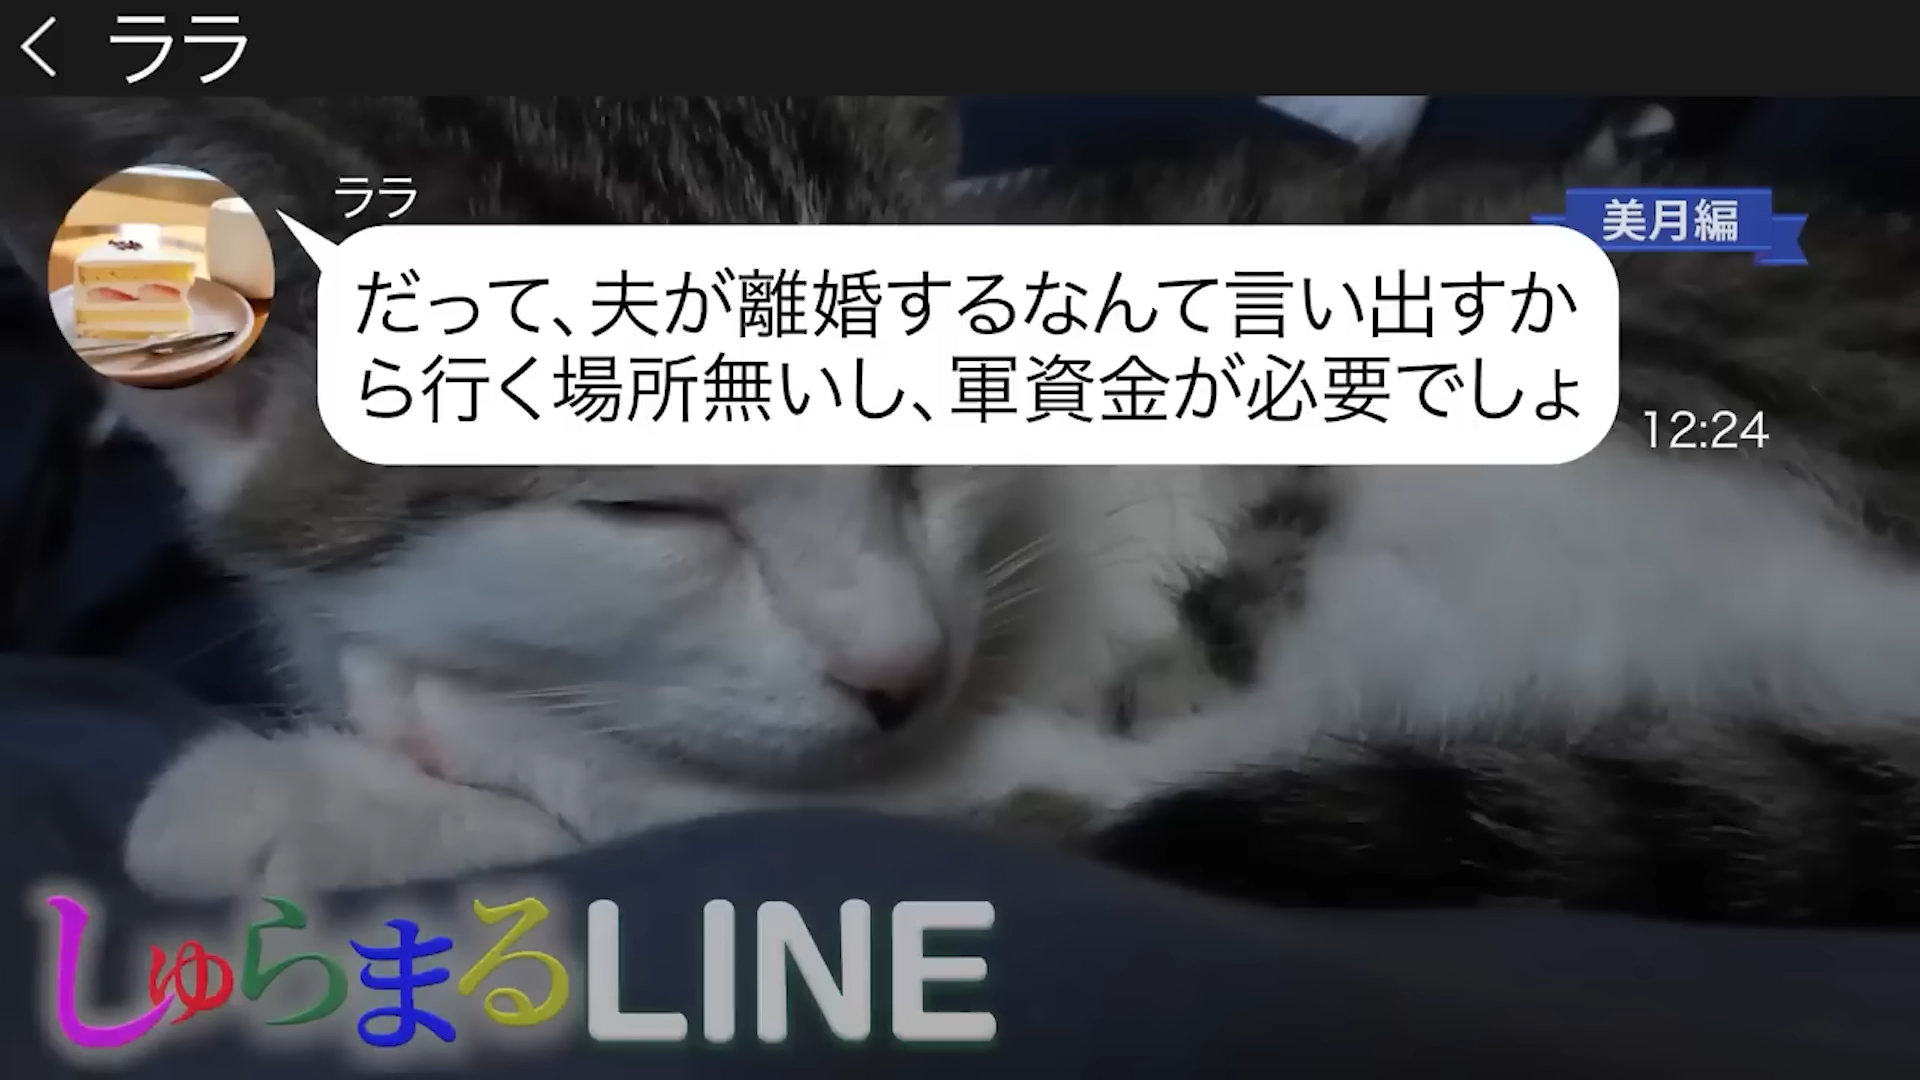 ララ
ララ
美月編
だって、夫が離婚するなんて言い出すか
ら行く場所無いし、軍資金が必要でしょ
12:24
しゅらまるLINE